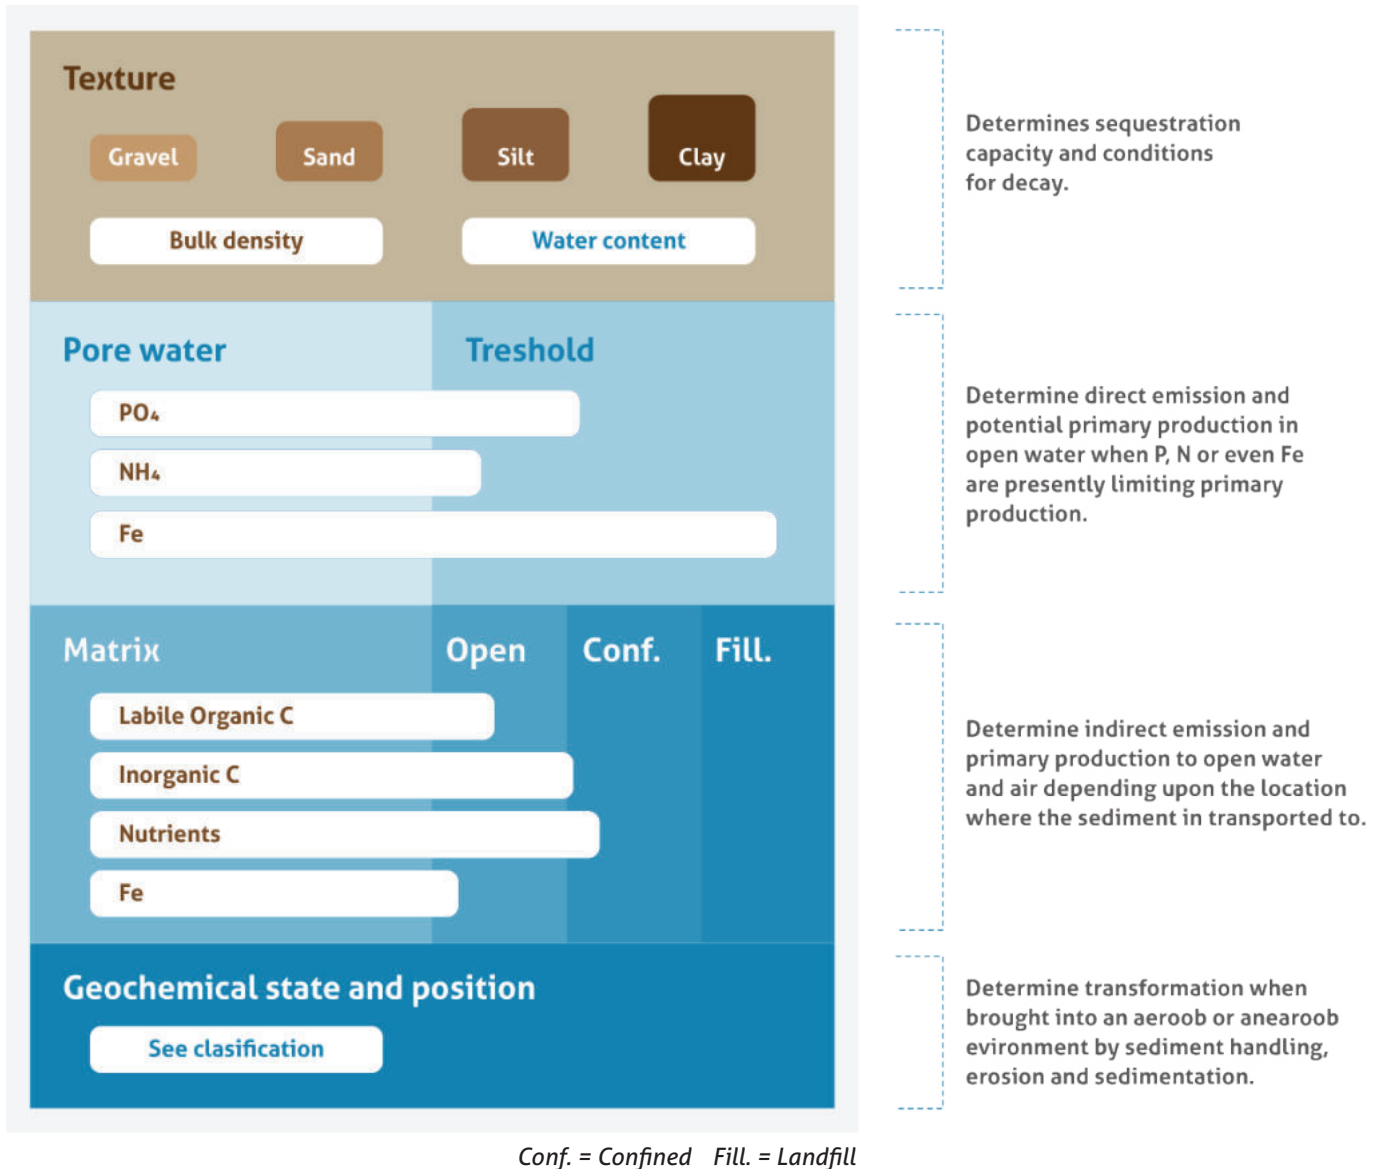 Texture
Gravel
Sand
Silt
Clay
Bulk density
Water content
Determines sequestration
capacity and conditions
for decay.
Pore water
Treshold
PO₄
NH₄
Fe
Determine direct emission and
potential primary production in
open water when P, N or even Fe
are presently limiting primary
production.
Matrix
Open
Conf.
Fill.
Labile Organic C
Inorganic C
Nutrients
Fe
Determine indirect emission and
primary production to open water
and air depending upon the location
where the sediment in transported to.
Geochemical state and position
See clasification
Determine transformation when
brought into an aeroob or anearoob
evironment by sediment handling,
erosion and sedimentation.
Conf. = Confined Fill. = Landfill